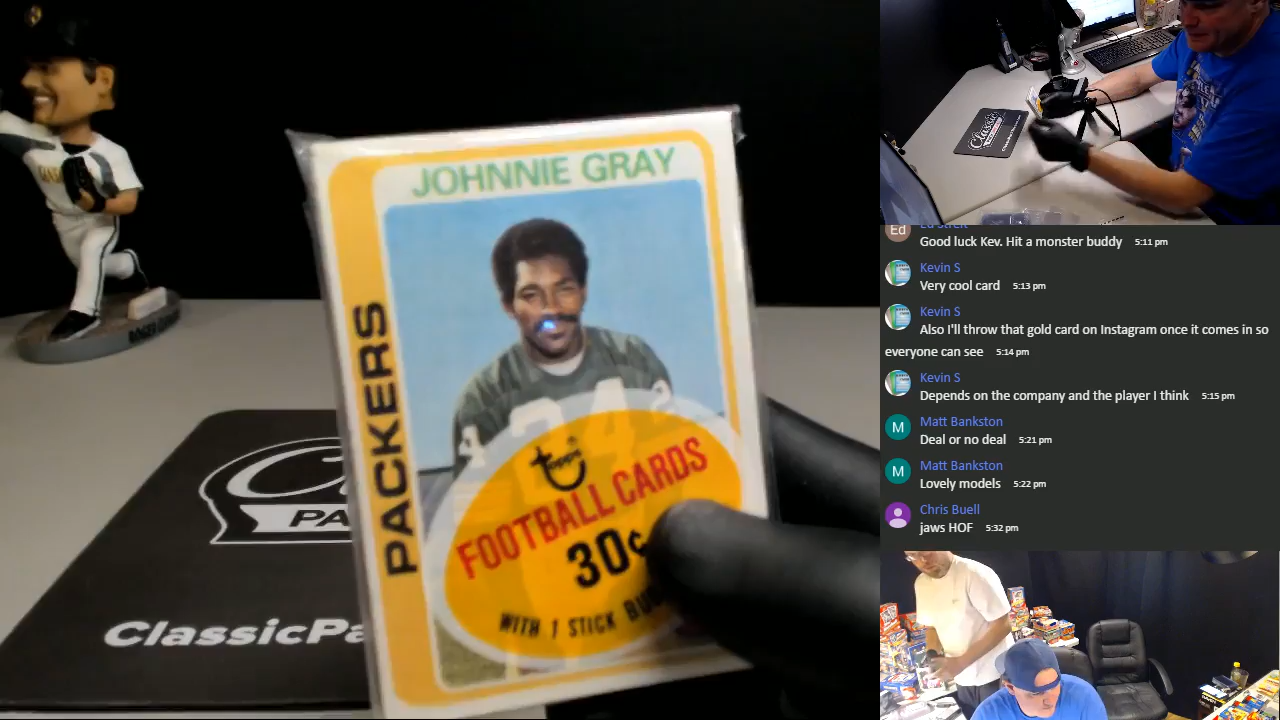 JOHNNIE GRAY
PACKERS
topps
FOOTBALL CARDS
30¢
WITH 1 STICK
ClassicPa
Ed
Good luck Kev. Hit a monster buddy 5:11 pm
Kevin S
Very cool card 5:13 pm
Kevin S
Also I'll throw that gold card on Instagram once it comes in so
everyone can see 5:14 pm
Kevin S
Depends on the company and the player I think 5:15 pm
M Matt Bankston
Deal or no deal 5:21 pm
M Matt Bankston
Lovely models 5:22 pm
Chris Buell
jaws HOF 5:32 pm